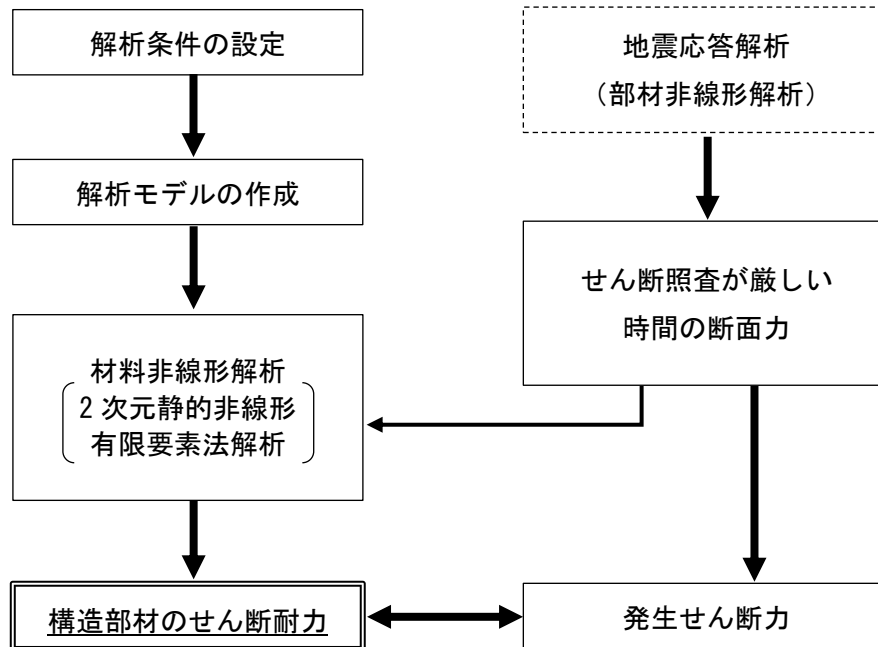 解析条件の設定
解析モデルの作成
材料非線形解析
2 次元静的非線形
有限要素法解析
構造部材のせん断耐力
地震応答解析
（部材非線形解析）
せん断照査が厳しい
時間の断面力
発生せん断力